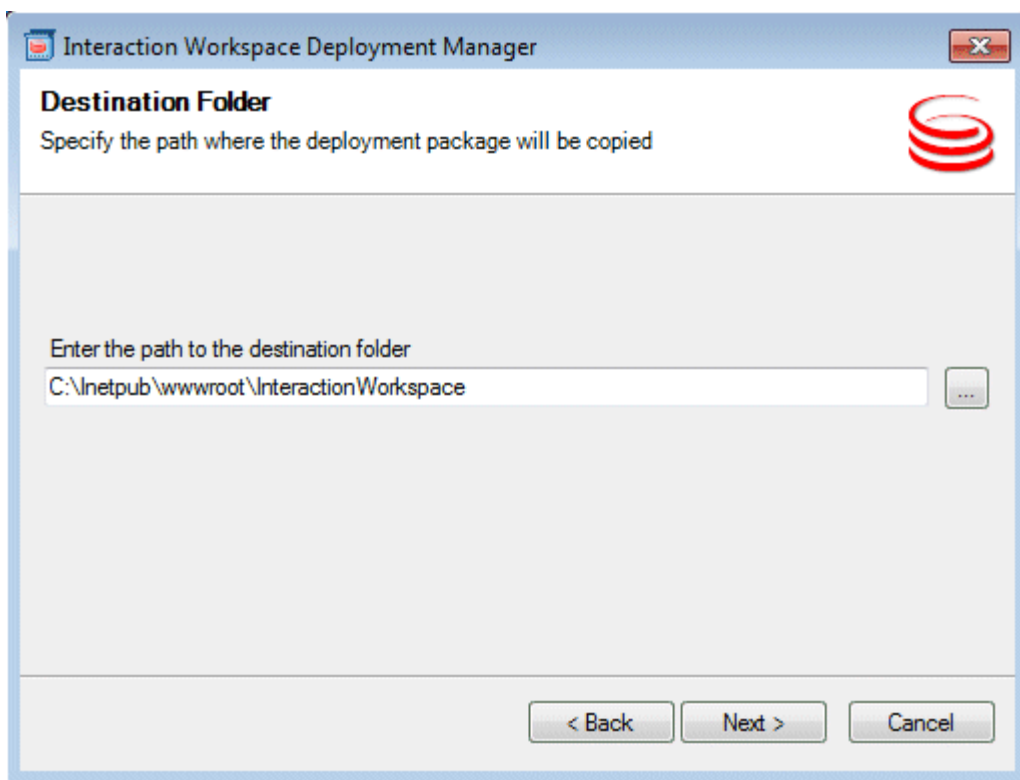 Interaction Workspace Deployment Manager
Destination Folder
Specify the path where the deployment package will be copied
Enter the path to the destination folder
C:\Inetpub\wwwroot\InteractionWorkspace
...
< Back
Next >
Cancel